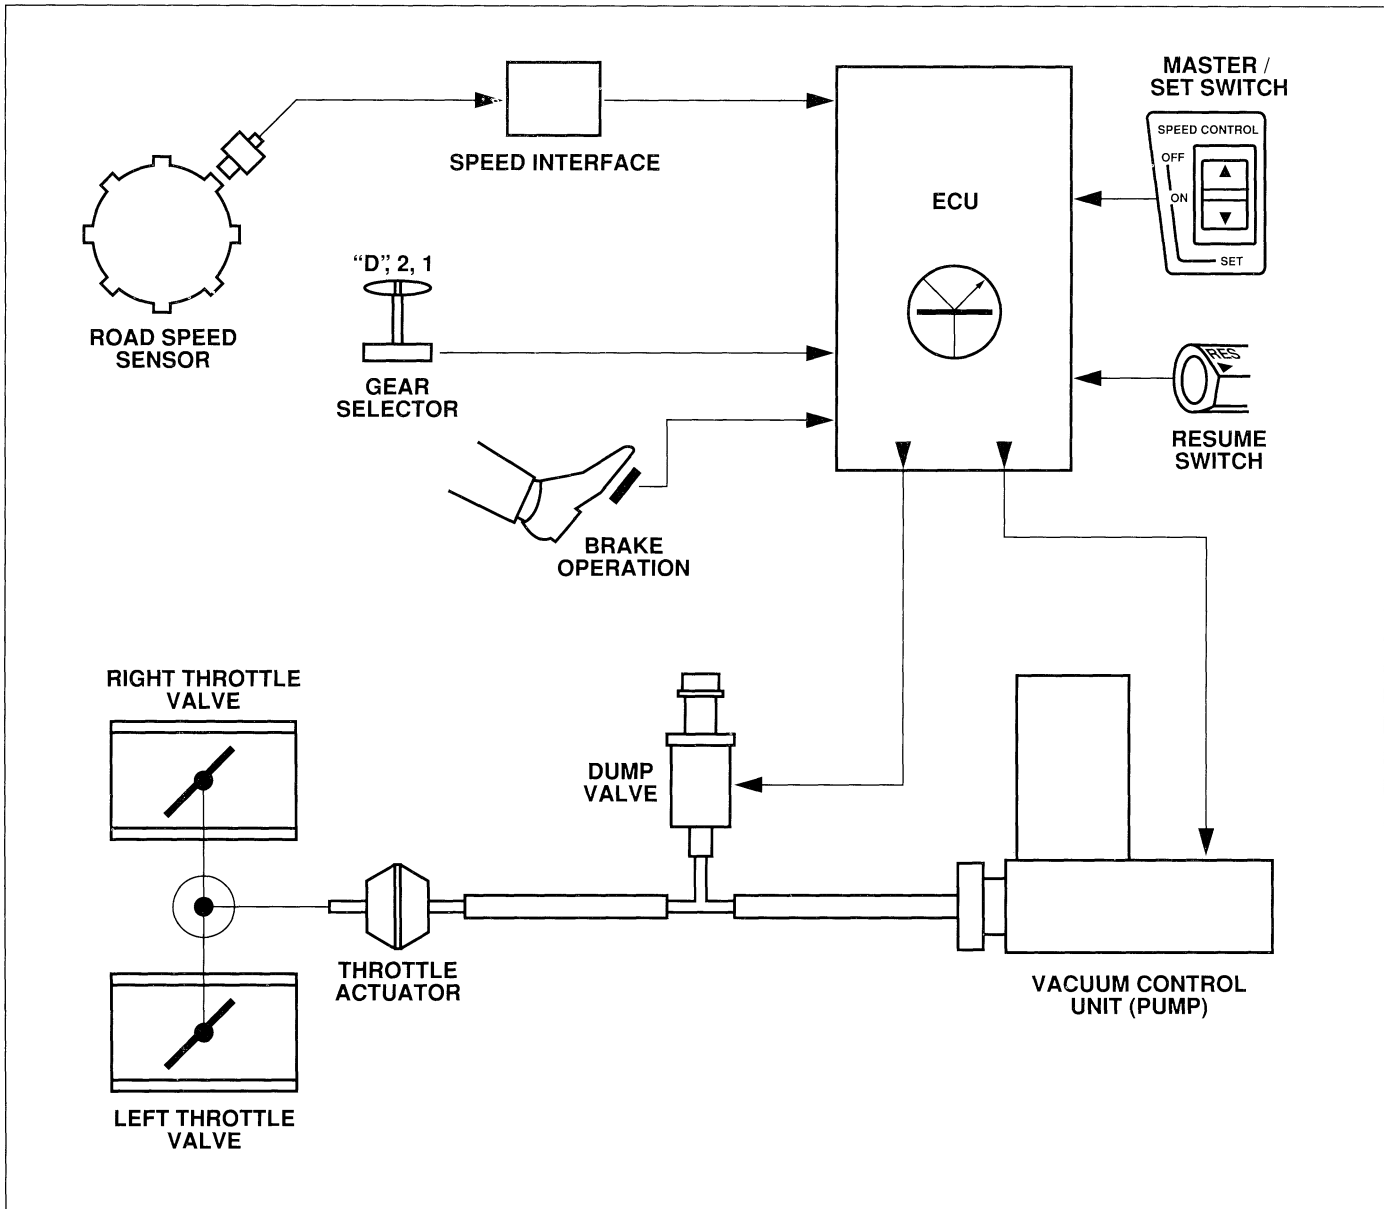 MASTER /
SET SWITCH
SPEED CONTROL
OFF
ON
SET
SPEED INTERFACE
ECU
"D", 2, 1
ROAD SPEED
SENSOR
GEAR
SELECTOR
RES
RESUME
SWITCH
BRAKE
OPERATION
RIGHT THROTTLE
VALVE
DUMP
VALVE
THROTTLE
ACTUATOR
VACUUM CONTROL
UNIT (PUMP)
LEFT THROTTLE
VALVE